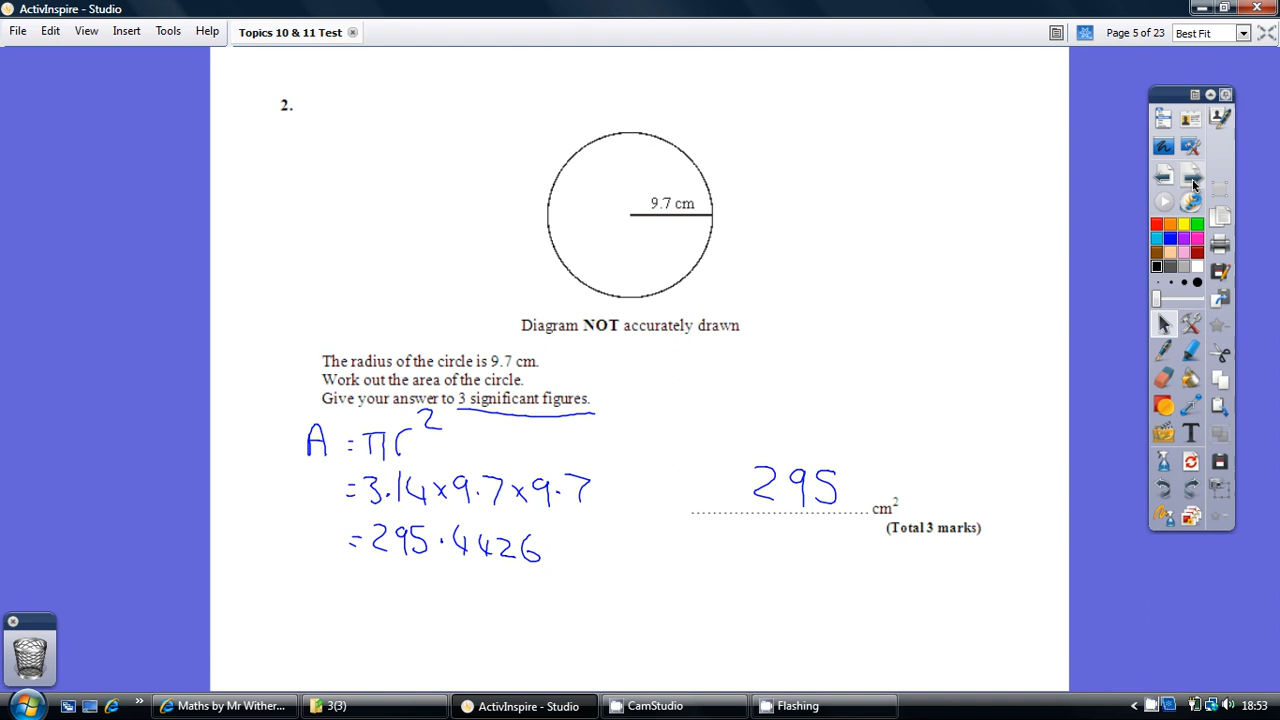 ActivInspire - Studio
File Edit View Insert Tools Help
Topics 10 & 11 Test
Page 5 of 23
Best Fit
2.
9.7 cm
Diagram NOT accurately drawn
The radius of the circle is 9.7 cm.
Work out the area of the circle.
Give your answer to 3 significant figures.
A = πr²
= 3.14 × 9.7 × 9.7
= 295.4426
295
.......................................... cm²
(Total 3 marks)
Maths by Mr Wither...
3(3)
ActivInspire - Studio
CamStudio
Flashing
18:53